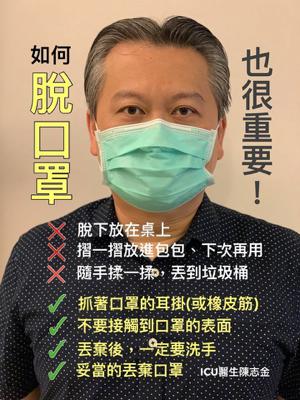 如何
脫口罩
也很重要！
脫下放在桌上
摺一摺放進包包、下次再用
隨手揉一揉，丟到垃圾桶
抓著口罩的耳掛(或橡皮筋)
不要接觸到口罩的表面
丟棄後，一定要洗手
妥當的丟棄口罩
ICU醫生陳志金